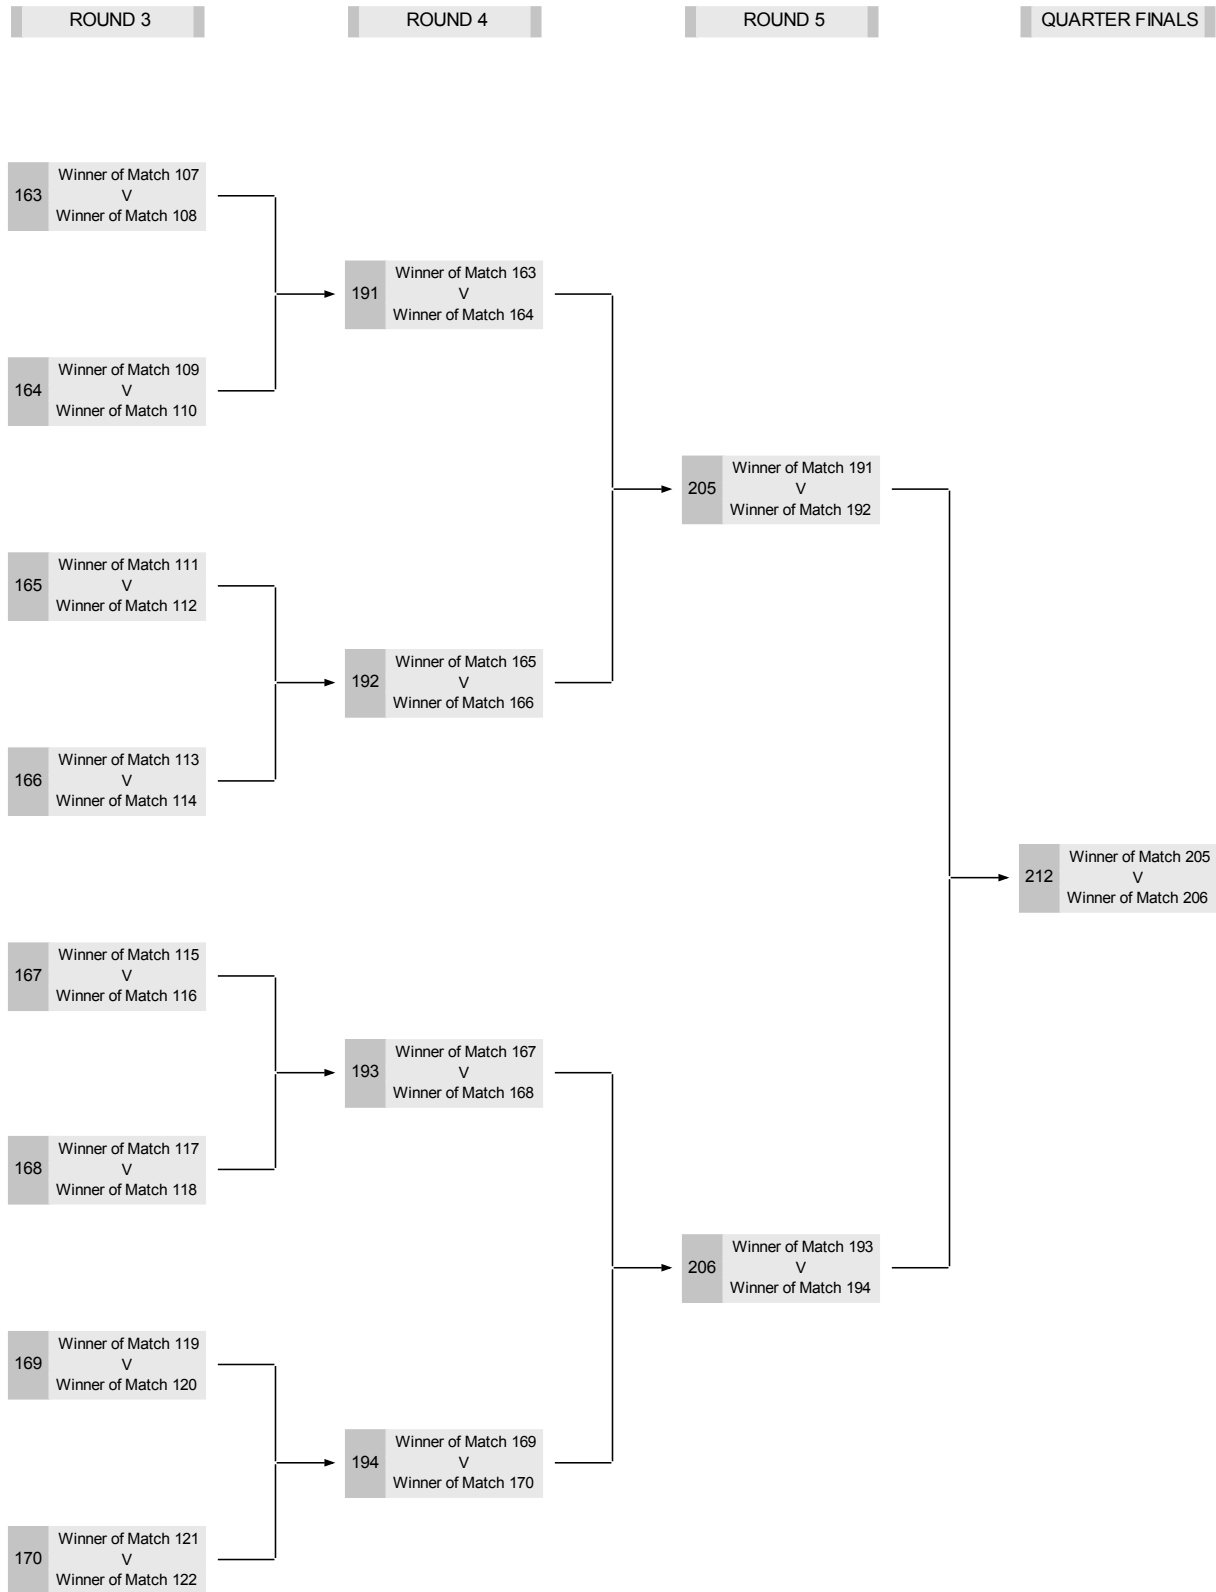 ROUND 3
ROUND 4
ROUND 5
QUARTER FINALS
163
Winner of Match 107
V
Winner of Match 108
164
Winner of Match 109
V
Winner of Match 110
165
Winner of Match 111
V
Winner of Match 112
166
Winner of Match 113
V
Winner of Match 114
167
Winner of Match 115
V
Winner of Match 116
168
Winner of Match 117
V
Winner of Match 118
169
Winner of Match 119
V
Winner of Match 120
170
Winner of Match 121
V
Winner of Match 122
191
Winner of Match 163
V
Winner of Match 164
192
Winner of Match 165
V
Winner of Match 166
193
Winner of Match 167
V
Winner of Match 168
194
Winner of Match 169
V
Winner of Match 170
205
Winner of Match 191
V
Winner of Match 192
206
Winner of Match 193
V
Winner of Match 194
212
Winner of Match 205
V
Winner of Match 206